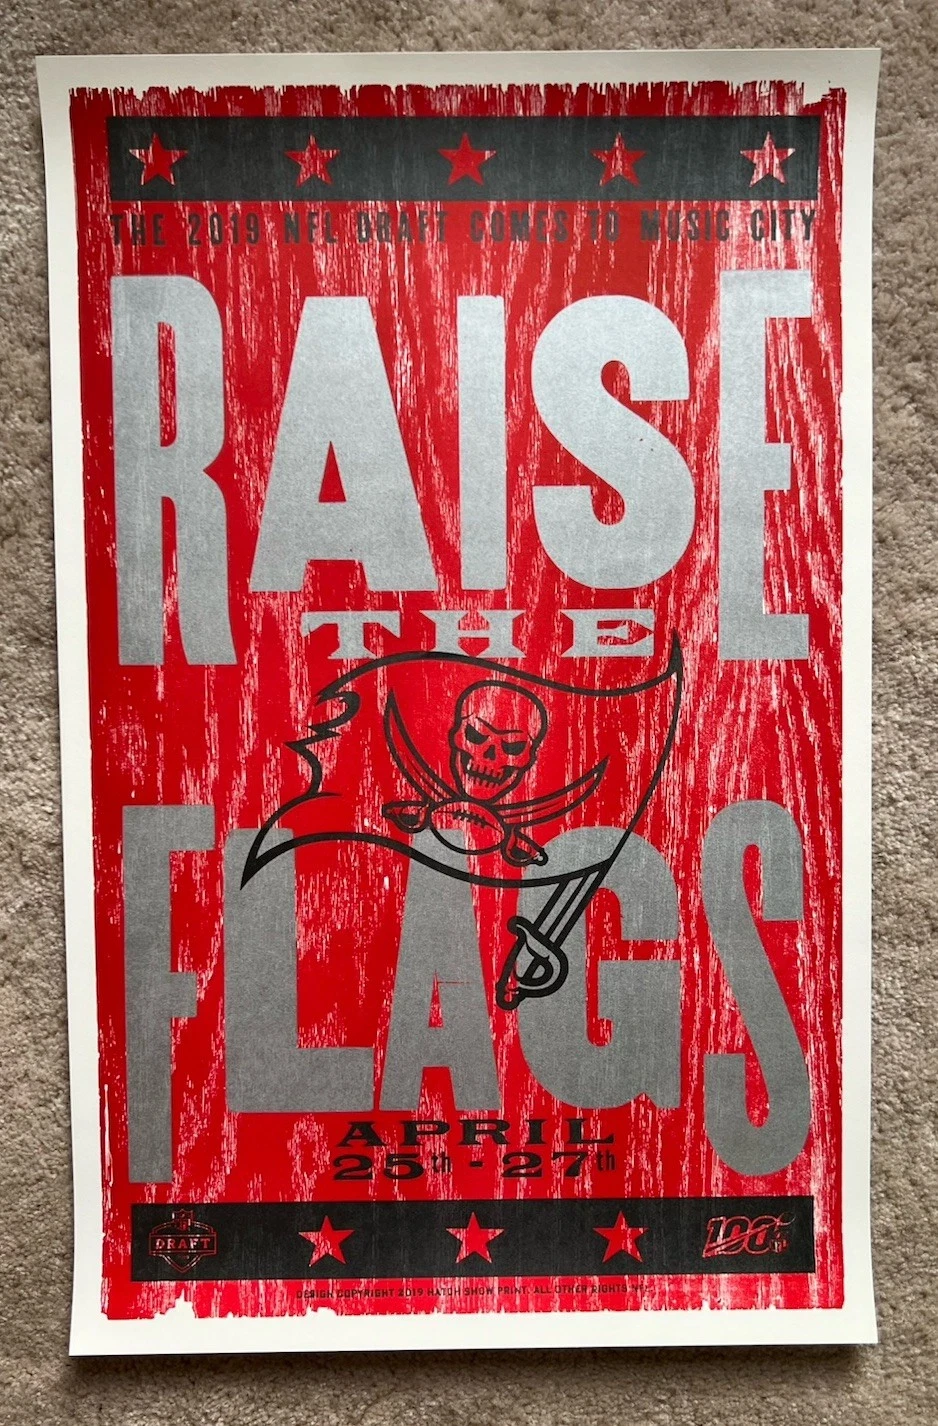 THE 2019 NFL DRAFT COMES TO MUSIC CITY
RAISE
THE
FLAGS
APRIL
25th - 27th
DRAFT
100
DESIGN COPYRIGHT 2019 HATCH SHOW PRINT. ALL OTHER RIGHTS NFL